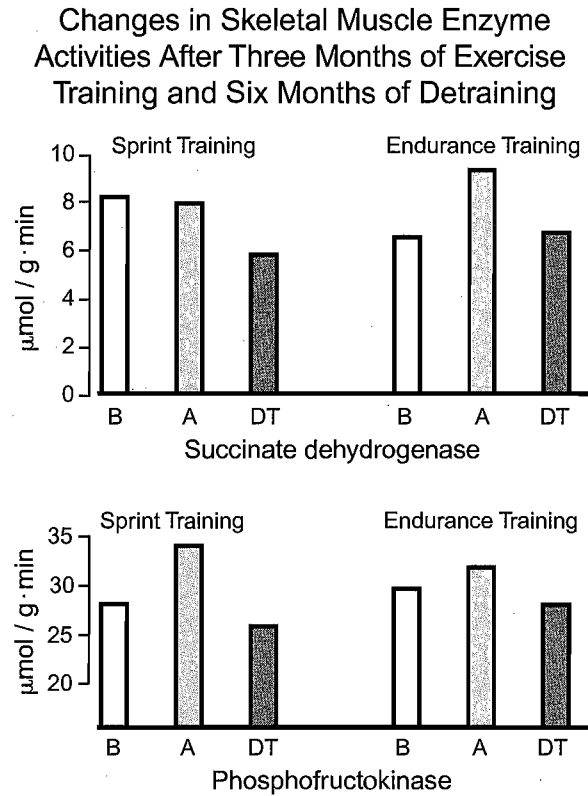 Changes in Skeletal Muscle Enzyme
Activities After Three Months of Exercise
Training and Six Months of Detraining
Sprint Training
Endurance Training
10
8
6
4
2
0
μmol / g · min
B A DT B A DT
Succinate dehydrogenase
Sprint Training
Endurance Training
35
30
25
20
μmol / g · min
B A DT B A DT
Phosphofructokinase